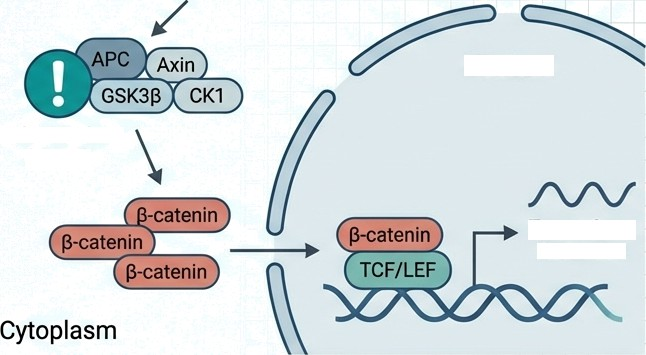 !
APC
Axin
GSK3β
CK1
β-catenin
β-catenin
β-catenin
β-catenin
TCF/LEF
Cytoplasm